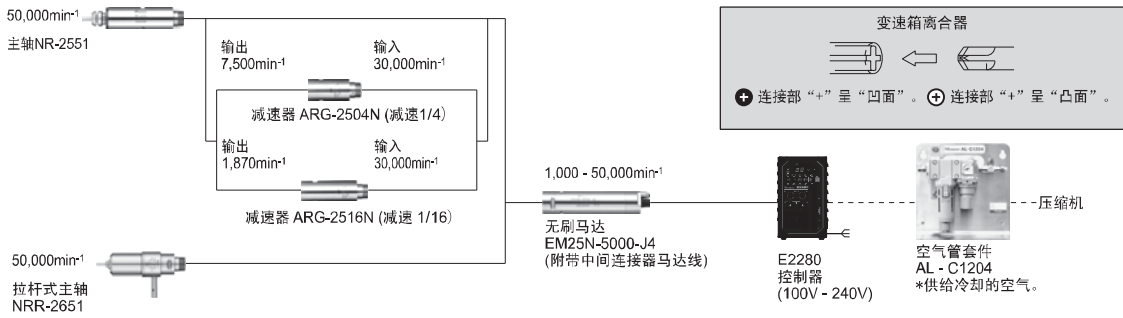 50,000min⁻¹
主轴NR-2551
输出
7,500min⁻¹
输入
30,000min⁻¹
减速器 ARG-2504N (减速1/4)
输出
1,870min⁻¹
输入
30,000min⁻¹
减速器 ARG-2516N (减速 1/16)
50,000min⁻¹
拉杆式主轴
NRR-2651
1,000 - 50,000min⁻¹
无刷马达
EM25N-5000-J4
(附带中间连接器马达线)
变速箱离合器
连接部“+”呈“凹面”。 连接部“+”呈“凸面”。
E2280
控制器
(100V - 240V)
AL-C1204
空气管套件
AL - C1204
*供给冷却的空气。
压缩机